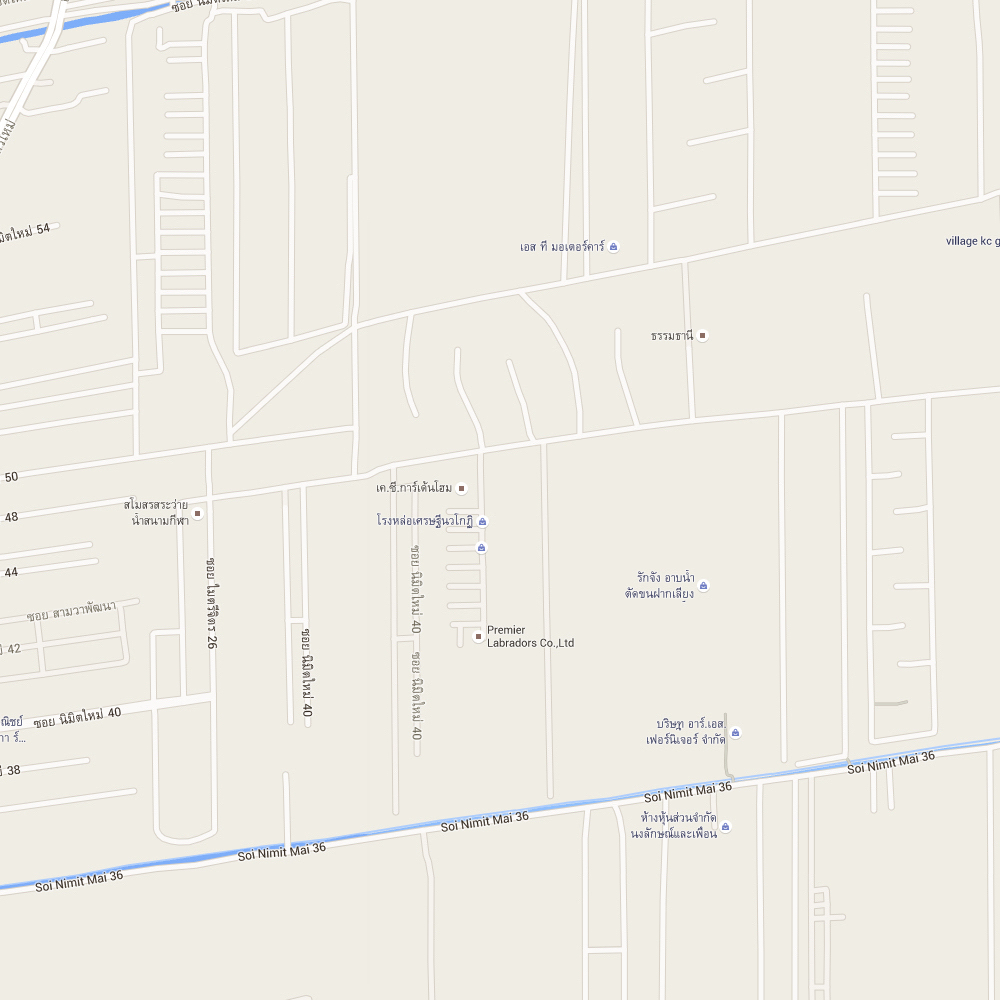 ซอย นิมิตใหม่
มิตใหม่ 54
เอส ที มอเตอร์คาร์
village kc g
ธรรมธานี
50
เค.ซี.การ์เด้นโฮม
สโมสรสระว่าย
น้ำสนามกีฬา
48
โรงหล่อเศรษฐีนวโกฏิ
44
ซอย ไมตรีจิตร 26
ซอย นิมิตใหม่ 40
รักจัง อาบน้ำ
ตัดขนฝากเลี้ยง
ซอย สามวาพัฒนา
Premier
Labradors Co.,Ltd
42
ซอย นิมิตใหม่ 40
ซอย นิมิตใหม่ 40
ซอย นิมิตใหม่ 40
บริษัท อาร์.เอส.
เฟอร์นิเจอร์ จำกัด
38
Soi Nimit Mai 36
Soi Nimit Mai 36
Soi Nimit Mai 36
ห้างหุ้นส่วนจำกัด
นงลักษณ์และเพื่อน
Soi Nimit Mai 36
Soi Nimit Mai 36